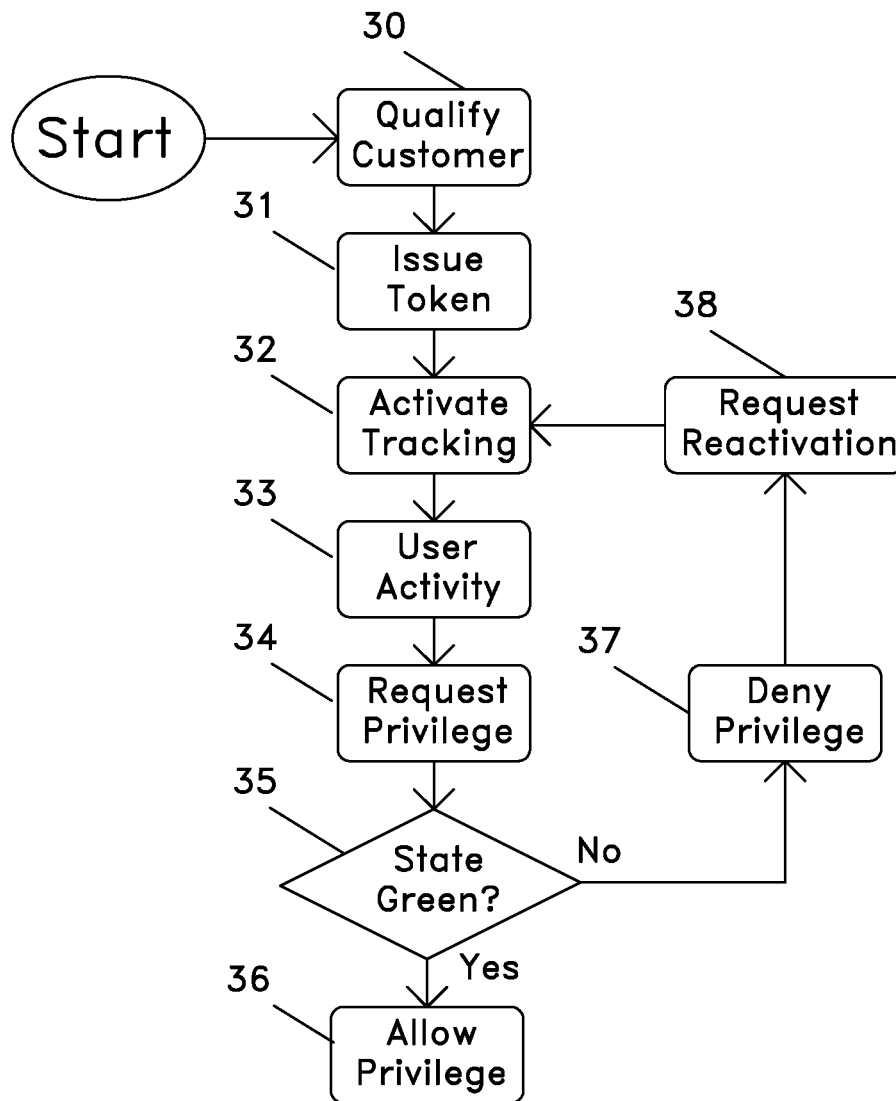 30
Start
Qualify
Customer
31
Issue
Token
38
32
Activate
Tracking
Request
Reactivation
33
User
Activity
34
Request
Privilege
37
Deny
Privilege
35
State
Green?
No
Yes
36
Allow
Privilege